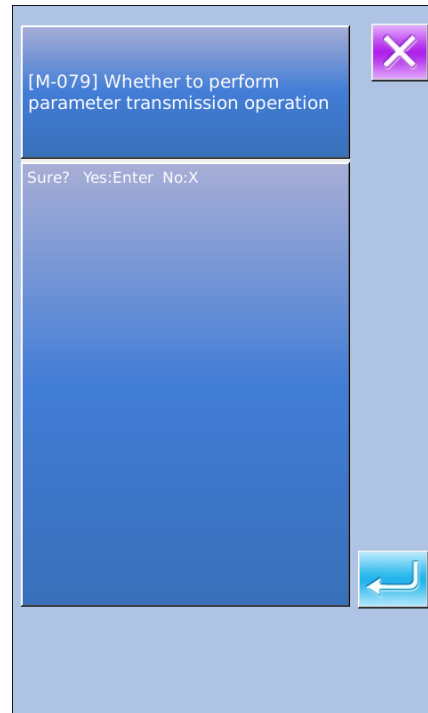 [M-079] Whether to perform
parameter transmission operation
Sure? Yes:Enter No:X